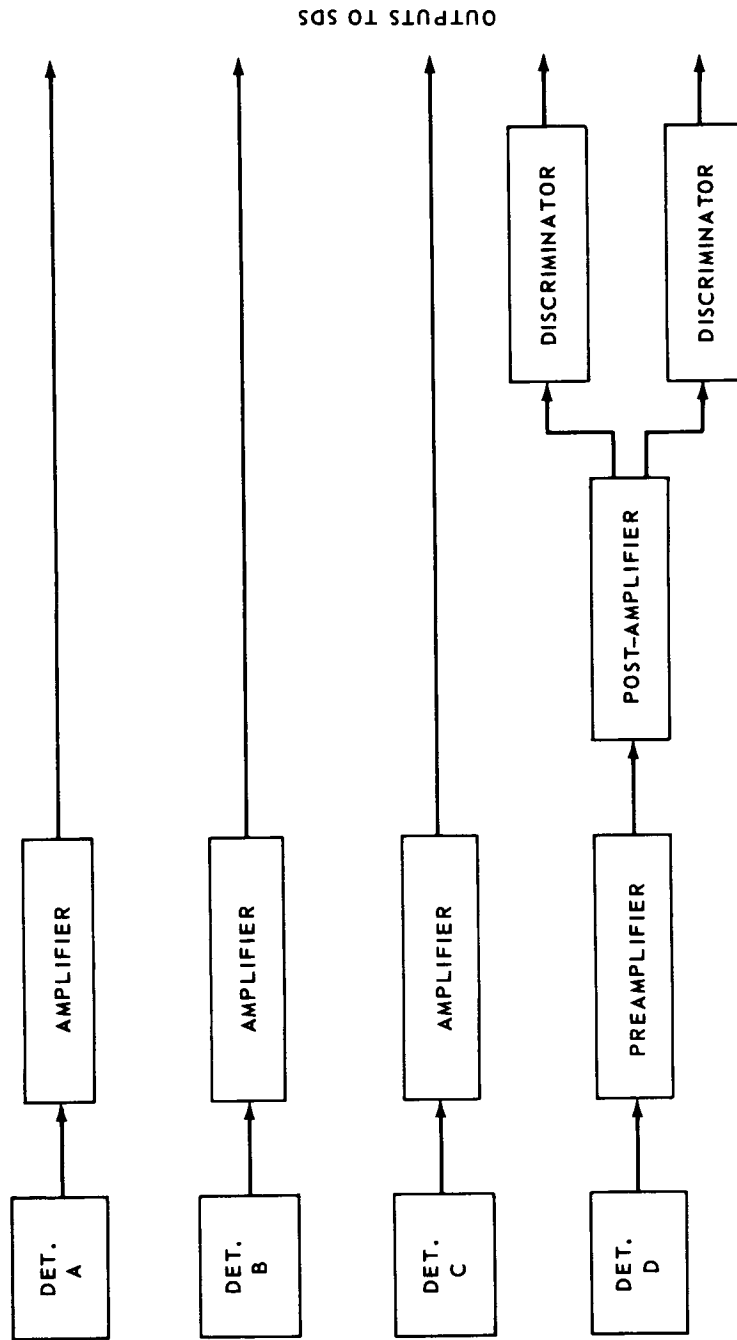 DET.
A
AMPLIFIER
DET.
B
AMPLIFIER
DET.
C
AMPLIFIER
DET.
D
PREAMPLIFIER
POST-AMPLIFIER
DISCRIMINATOR
DISCRIMINATOR
OUTPUTS TO SDS